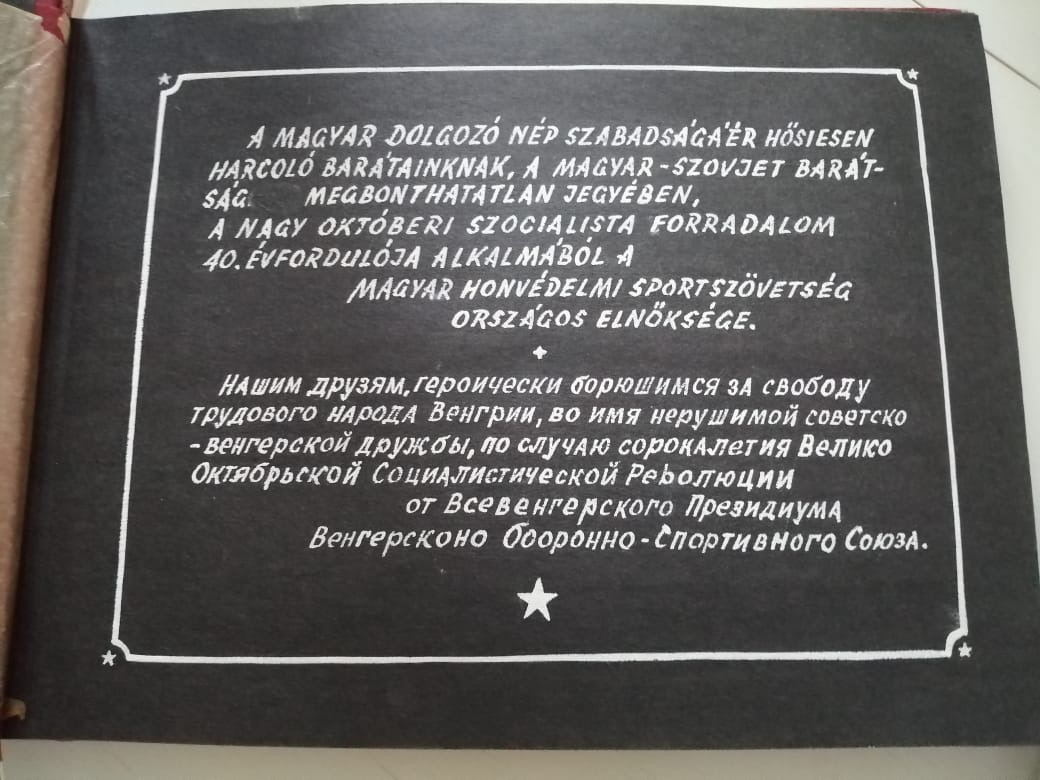 A MAGYAR DOLGOZÓ NÉP SZABADSÁGÁÉR HŐSIESEN
HARCOLÓ BARÁTAINKNAK, A MAGYAR-SZOVJET BARÁT-
SÁG MEGBONTHATATLAN JEGYÉBEN,
A NAGY OKTÓBERI SZOCIALISTA FORRADALOM
40. ÉVFORDULÓJA ALKALMÁBÓL A
MAGYAR HONVÉDELMI SPORTSZÖVETSÉG
ORSZÁGOS ELNÖKSÉGE.
Нашим друзям, героически борюшимся за свободу
трудового народа Венгрии, во имя нерушимой советско
-венгерской дружбы, по случаю сорокалетия Велико
Октябрьской Социалистической Револющии
от Всевенгерского Президиума
Венгерсконо Оборонно-Спортивного Союза.